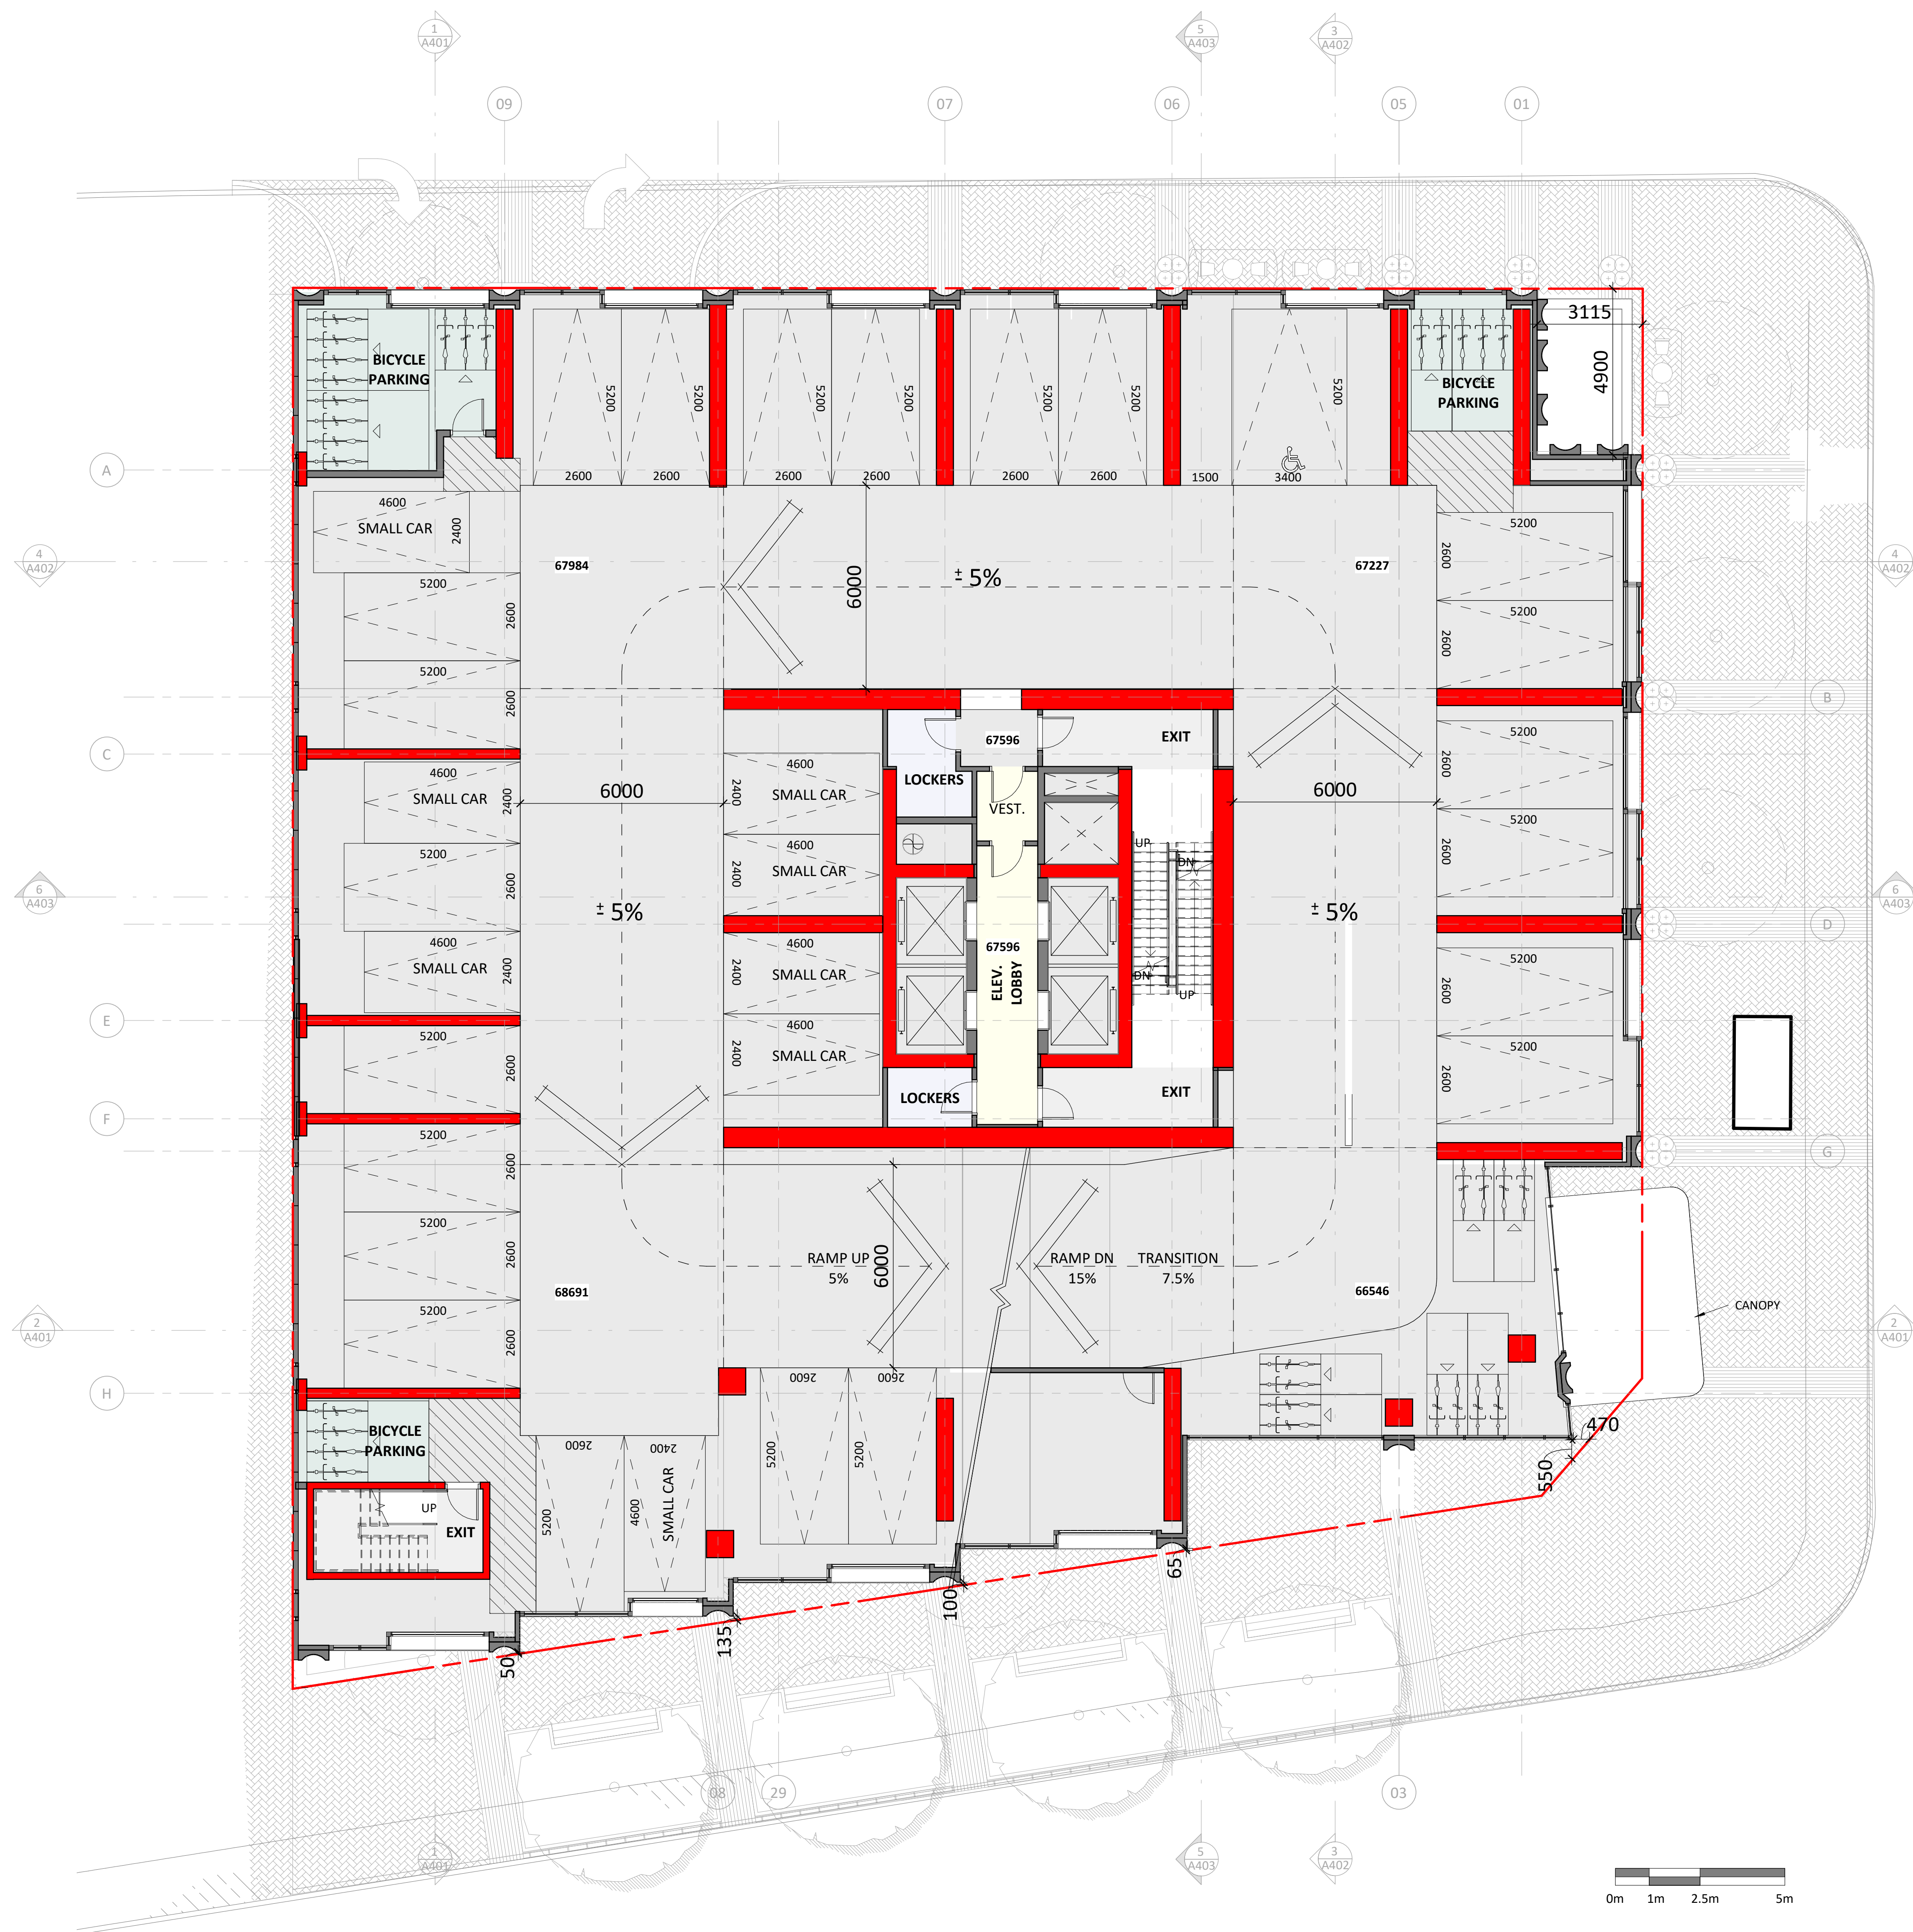 1
A401
5
A403
3
A402
09
07
06
05
01
3115
4900
BICYCLE
PARKING
5200
5200
5200
5200
5200
5200
5200
BICYCLE
PARKING
A
2600
2600
2600
2600
2600
2600
1500
3400
4600
SMALL CAR
2400
5200
2600
4
A402
67984
6000
± 5%
67227
4
A402
5200
2600
5200
2600
5200
2600
B
C
67596
EXIT
LOCKERS
VEST.
5200
2600
4600
SMALL CAR
2400
6000
4600
SMALL CAR
2400
6000
5200
2600
4600
SMALL CAR
2400
UP
DN
5200
2600
6
A403
± 5%
± 5%
6
A403
D
4600
SMALL CAR
2400
4600
SMALL CAR
2400
67596
ELEV.
LOBBY
DN
UP
5200
2600
E
5200
2600
4600
SMALL CAR
2400
5200
2600
LOCKERS
EXIT
F
5200
2600
G
5200
2600
RAMP UP
5%
6000
RAMP DN
15%
TRANSITION
7.5%
68691
66546
5200
2600
CANOPY
2
A401
2
A401
H
2600
2600
BICYCLE
PARKING
2600
2400
5200
5200
470
550
UP
EXIT
5200
4600
SMALL CAR
65
100
135
50
08
29
03
1
A401
5
A403
3
A402
0m
1m
2.5m
5m